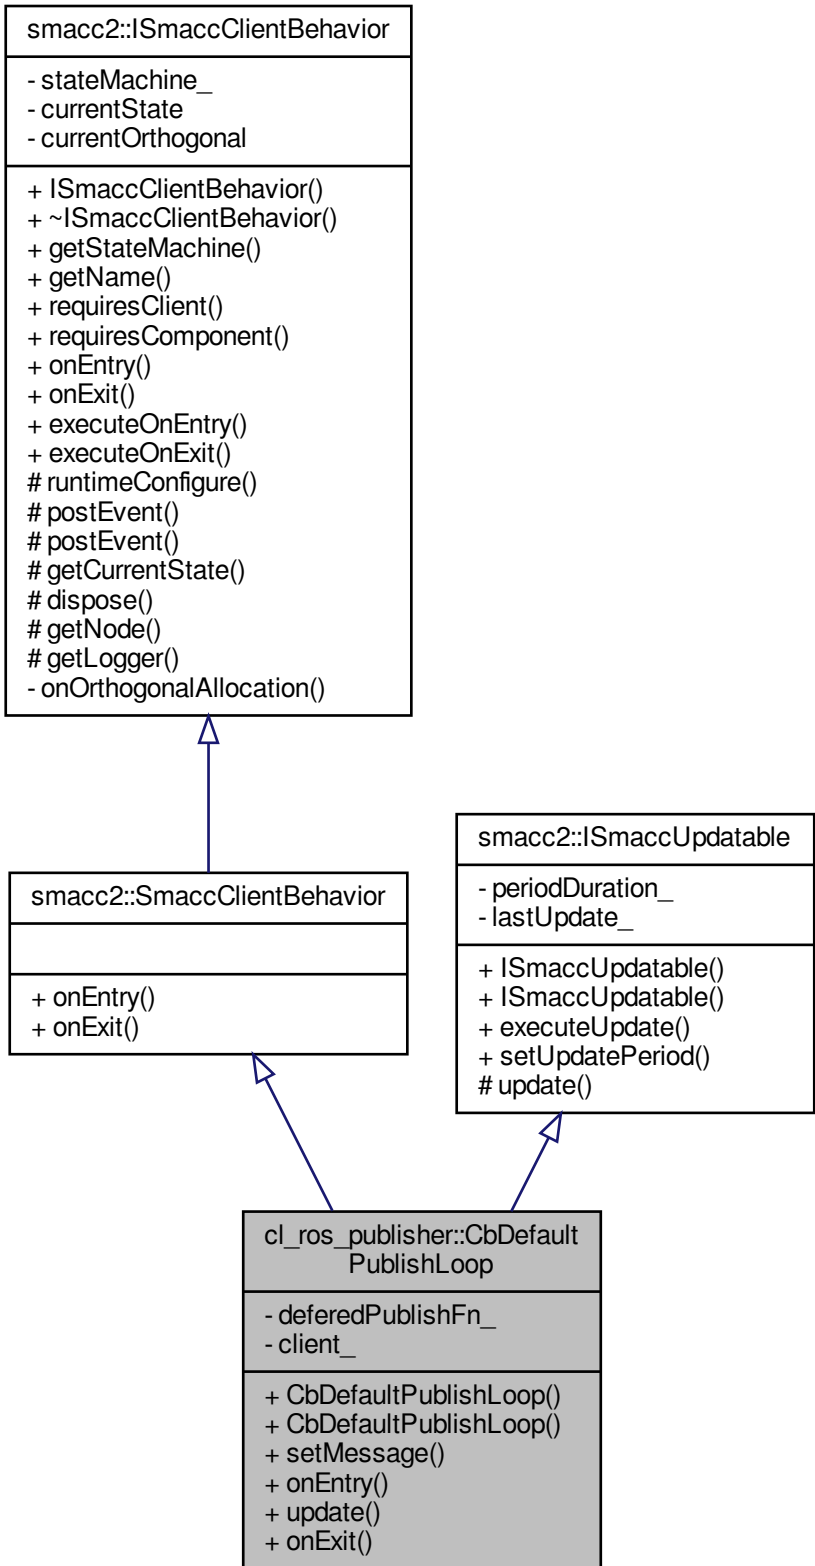 smacc2::ISmaccClientBehavior
- stateMachine_
- currentState
- currentOrthogonal
+ ISmaccClientBehavior()
+ ~ISmaccClientBehavior()
+ getStateMachine()
+ getName()
+ requiresClient()
+ requiresComponent()
+ onEntry()
+ onExit()
+ executeOnEntry()
+ executeOnExit()
# runtimeConfigure()
# postEvent()
# postEvent()
# getCurrentState()
# dispose()
# getNode()
# getLogger()
- onOrthogonalAllocation()
smacc2::SmaccClientBehavior
+ onEntry()
+ onExit()
smacc2::ISmaccUpdatable
- periodDuration_
- lastUpdate_
+ ISmaccUpdatable()
+ ISmaccUpdatable()
+ executeUpdate()
+ setUpdatePeriod()
# update()
cl_ros_publisher::CbDefault
PublishLoop
- deferedPublishFn_
- client_
+ CbDefaultPublishLoop()
+ CbDefaultPublishLoop()
+ setMessage()
+ onEntry()
+ update()
+ onExit()